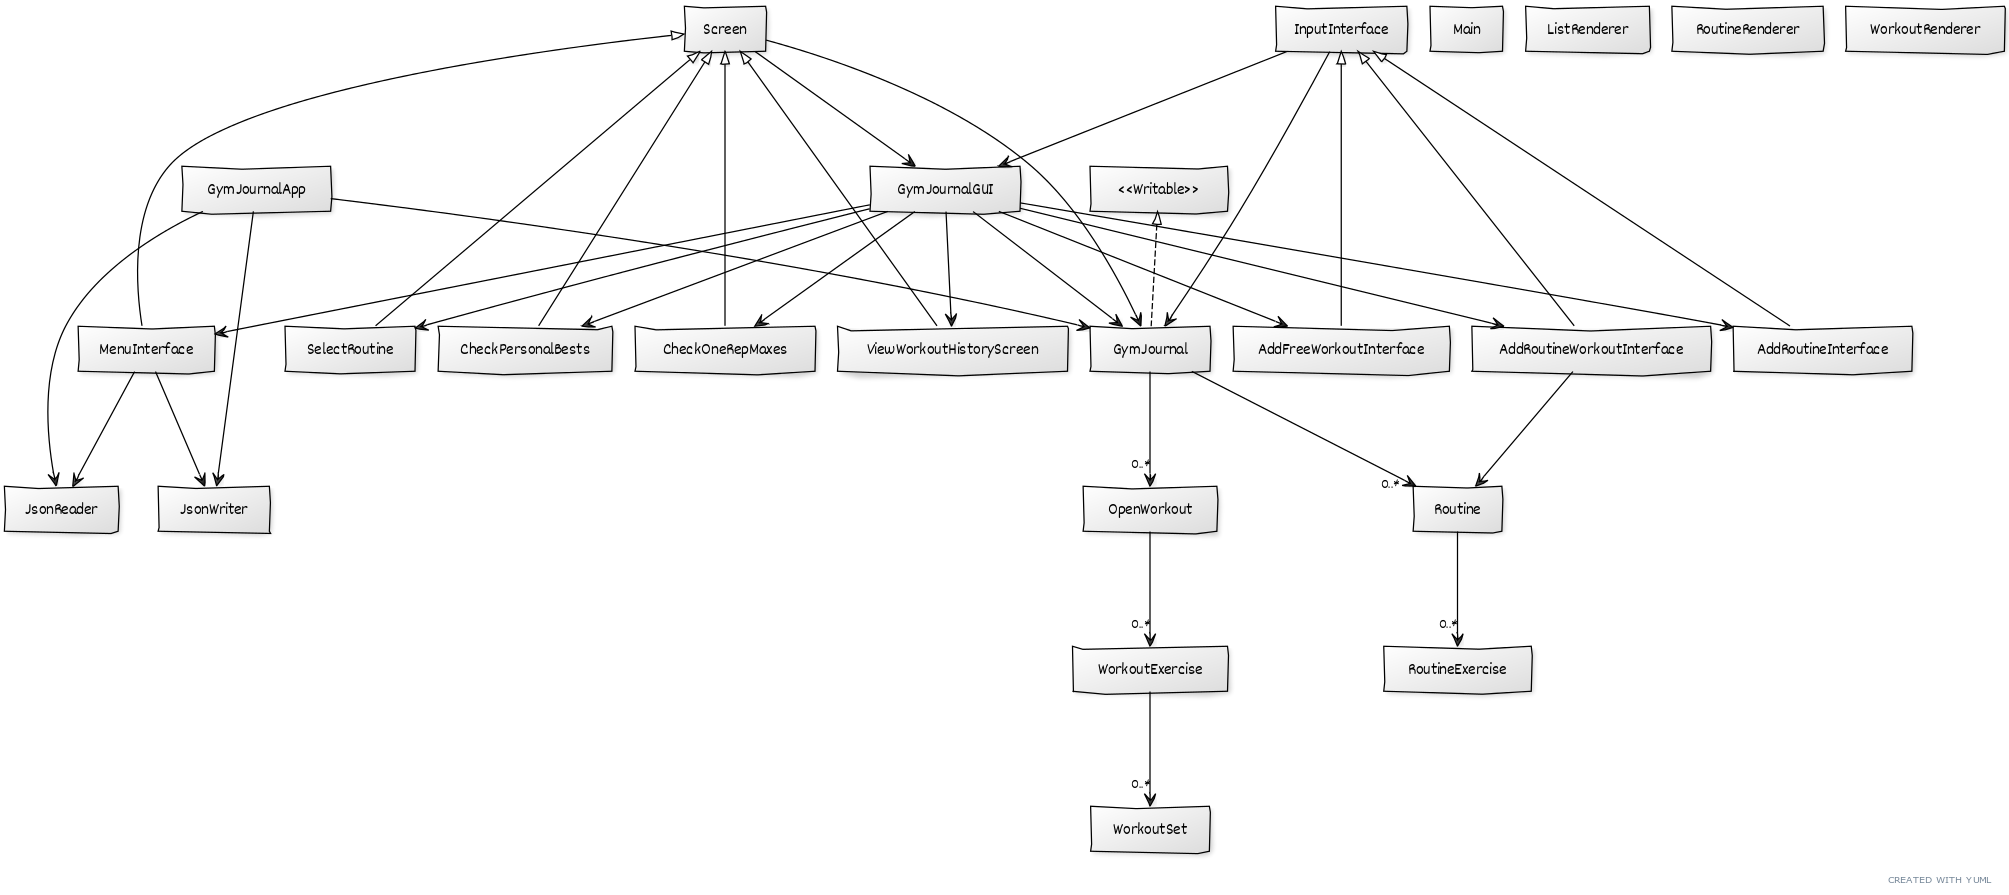 Screen
InputInterface
Main
ListRenderer
RoutineRenderer
WorkoutRenderer
GymJournalApp
GymJournalGUI
<<Writable>>
MenuInterface
SelectRoutine
CheckPersonalBests
CheckOneRepMaxes
ViewWorkoutHistoryScreen
GymJournal
AddFreeWorkoutInterface
AddRoutineWorkoutInterface
AddRoutineInterface
0..*
0..*
JsonReader
JsonWriter
OpenWorkout
Routine
0..*
0..*
WorkoutExercise
RoutineExercise
0..*
WorkoutSet
CREATED WITH YUML